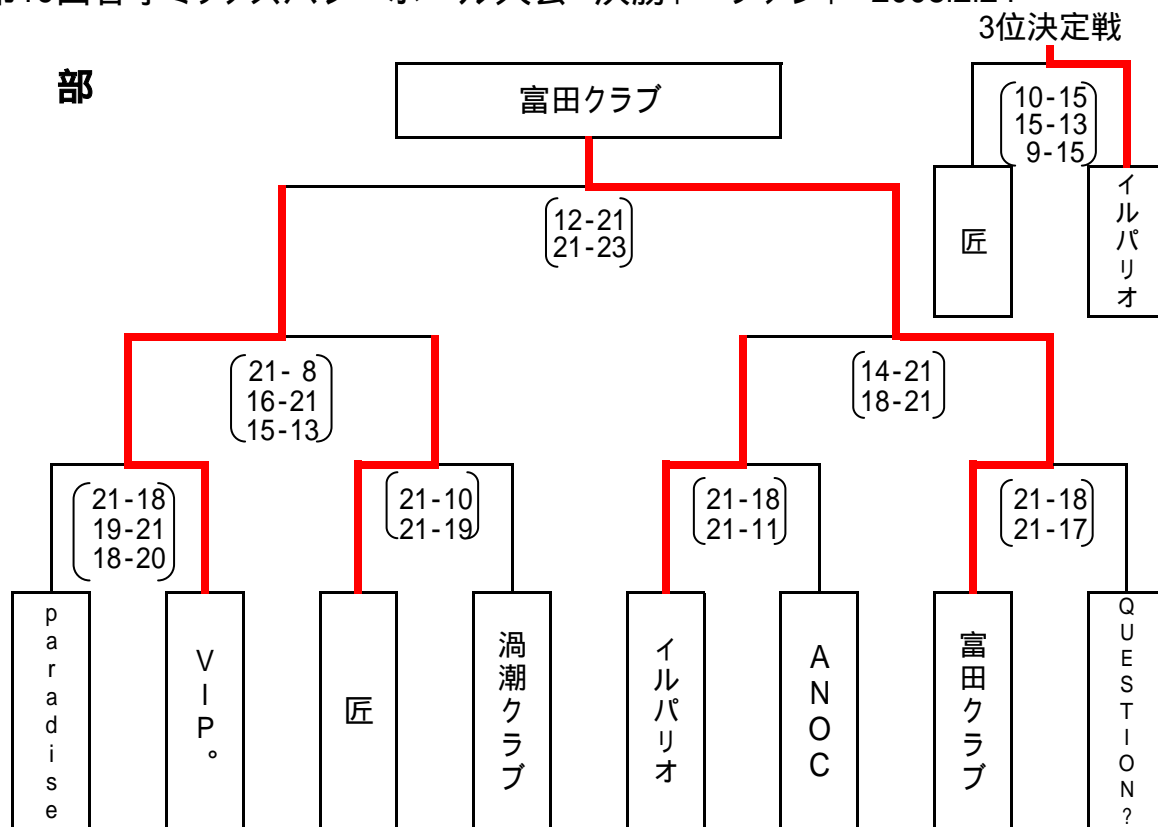 3位決定戦
部
富田クラブ
10-15
15-13
9-15
匠
イルパリオ
12-21
21-23
21- 8
16-21
15-13
14-21
18-21
21-18
19-21
18-20
21-10
21-19
21-18
21-11
21-18
21-17
paradise
VIP。
匠
渦潮クラブ
イルパリオ
ANOC
富田クラブ
QUESTION?